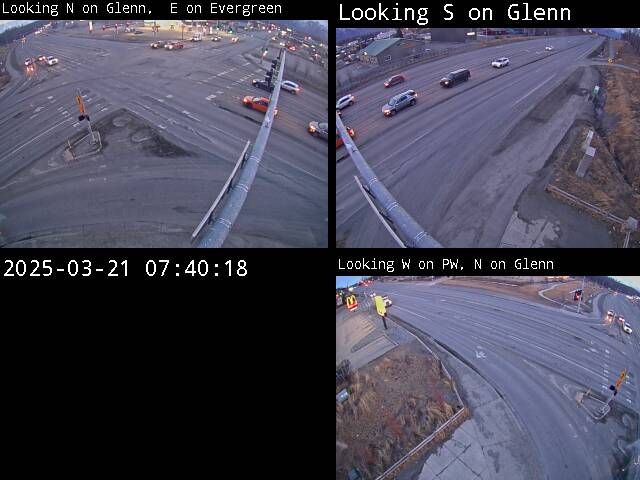 Looking N on Glenn,  E on Evergreen
Looking S on Glenn
2025-03-21 07:40:18
Looking W on PW, N on Glenn